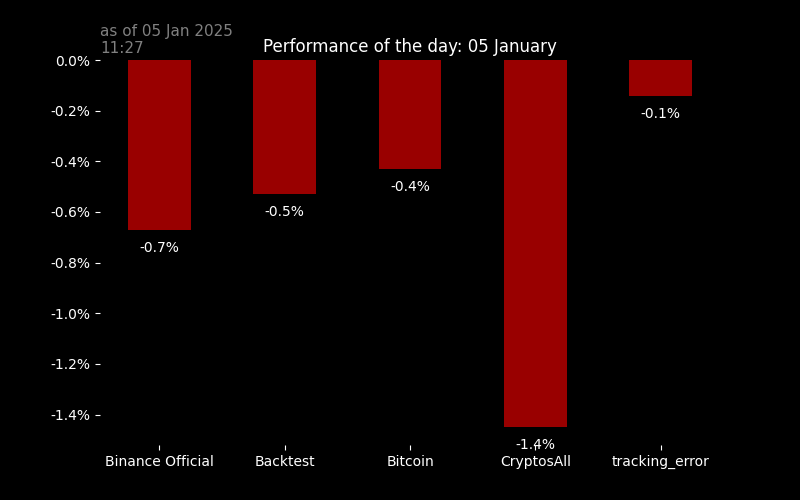 as of 05 Jan 2025
11:27
Performance of the day: 05 January
0.0%
-0.2%
-0.4%
-0.6%
-0.8%
-1.0%
-1.2%
-1.4%
-0.7%
-0.5%
-0.4%
-1.4%
-0.1%
Binance Official
Backtest
Bitcoin
CryptosAll
tracking_error